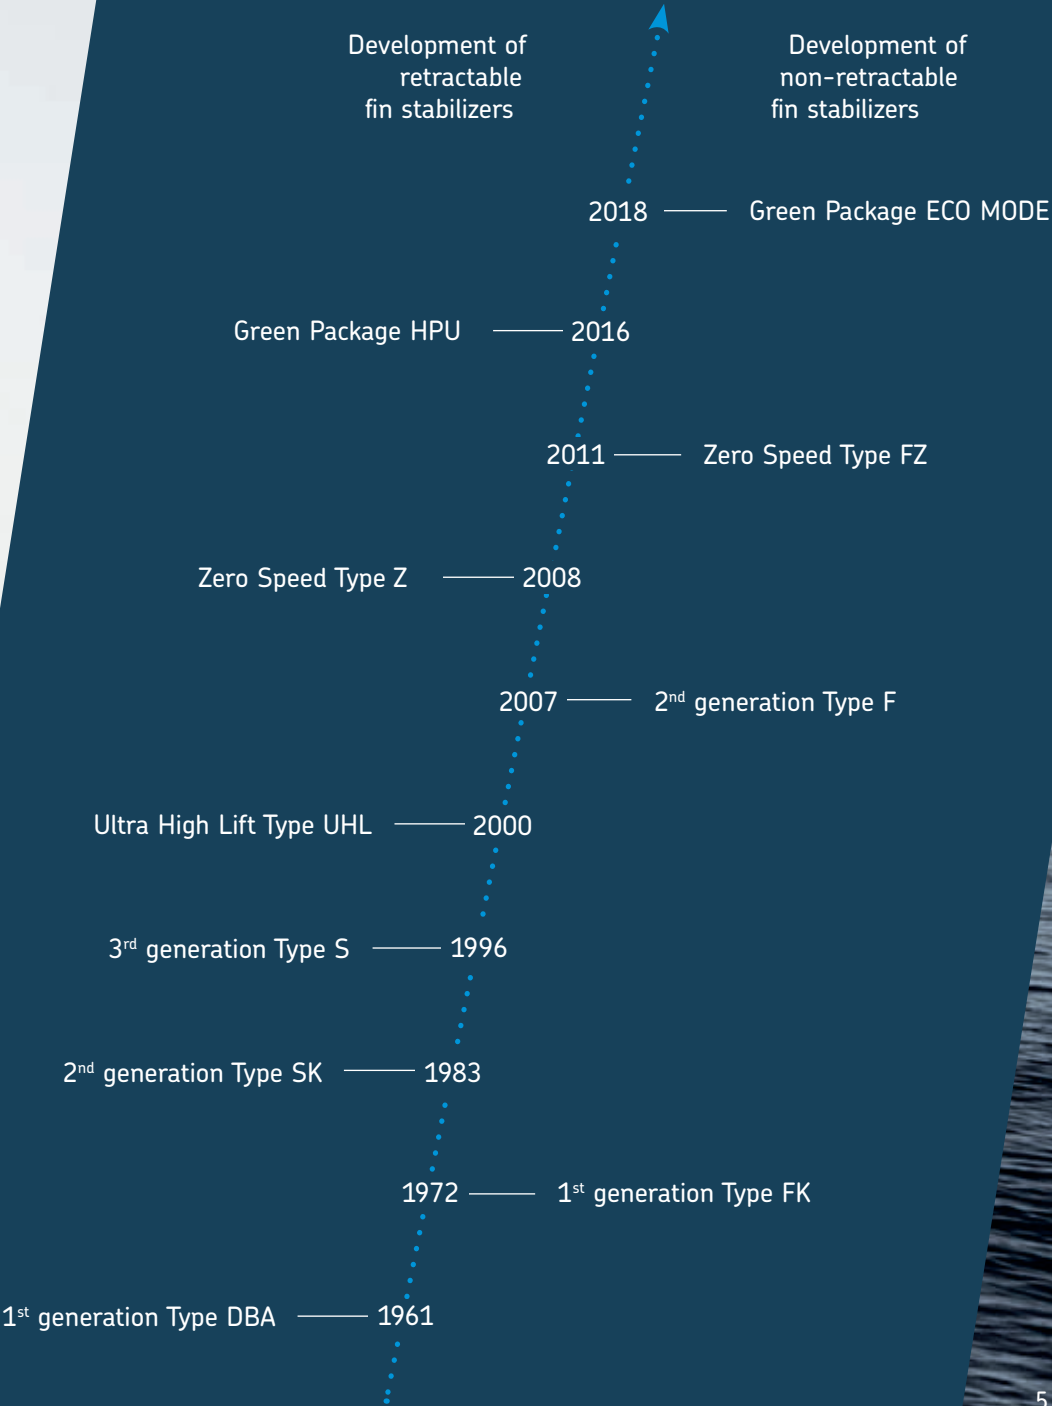 Development of
retractable
fin stabilizers
Development of
non-retractable
fin stabilizers
2018 Green Package ECO MODE
Green Package HPU 2016
2011 Zero Speed Type FZ
Zero Speed Type Z 2008
2007 2nd generation Type F
Ultra High Lift Type UHL 2000
3rd generation Type S 1996
2nd generation Type SK 1983
1972 1st generation Type FK
1st generation Type DBA 1961
5